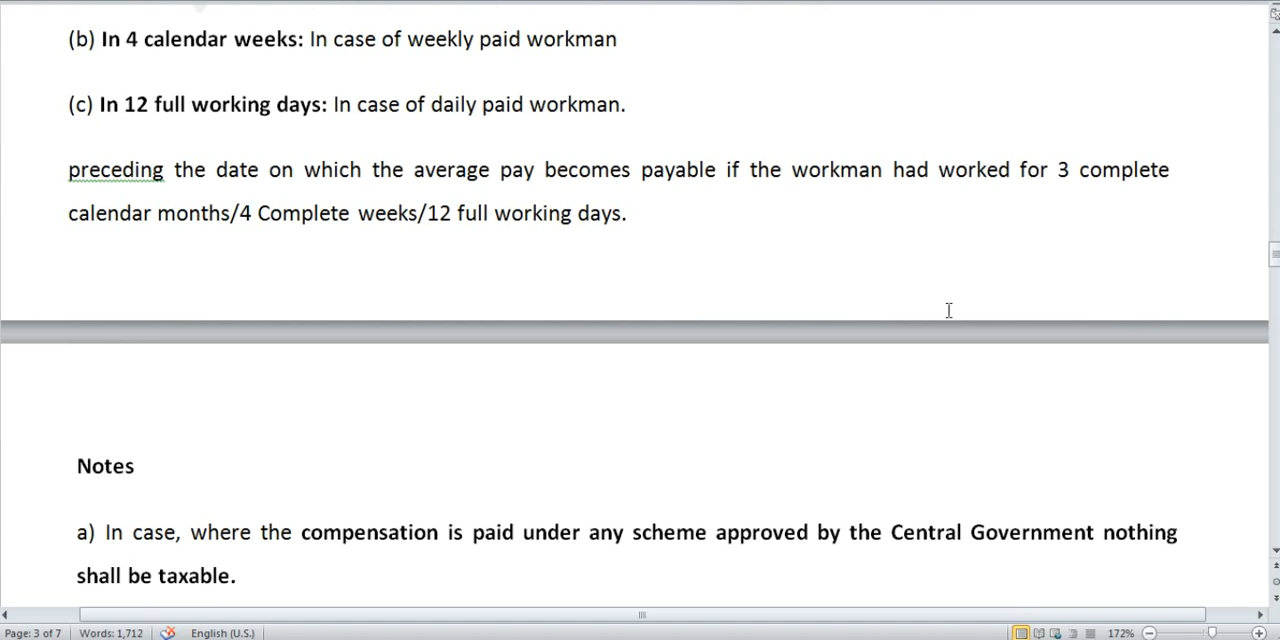 (b) In 4 calendar weeks: In case of weekly paid workman
(c) In 12 full working days: In case of daily paid workman.
preceding the date on which the average pay becomes payable if the workman had worked for 3 complete
calendar months/4 Complete weeks/12 full working days.
Notes
a) In case, where the compensation is paid under any scheme approved by the Central Government nothing
shall be taxable.
Page: 3 of 7 Words: 1,712 English (U.S.) 172%